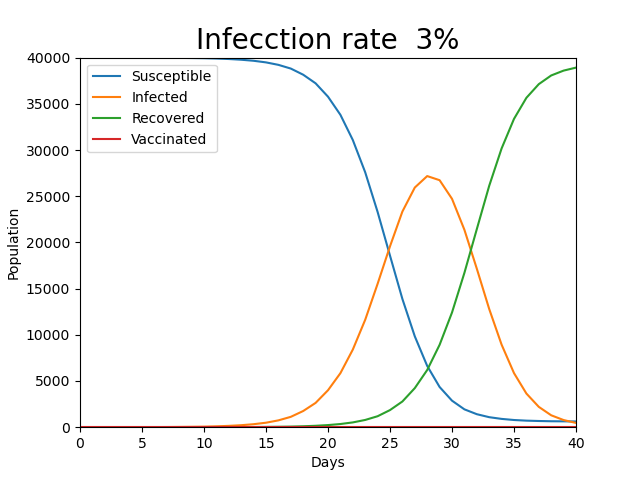 Infecction rate  3%
40000
35000
30000
25000
20000
15000
10000
5000
0
Population
Susceptible
Infected
Recovered
Vaccinated
0 5 10 15 20 25 30 35 40
Days